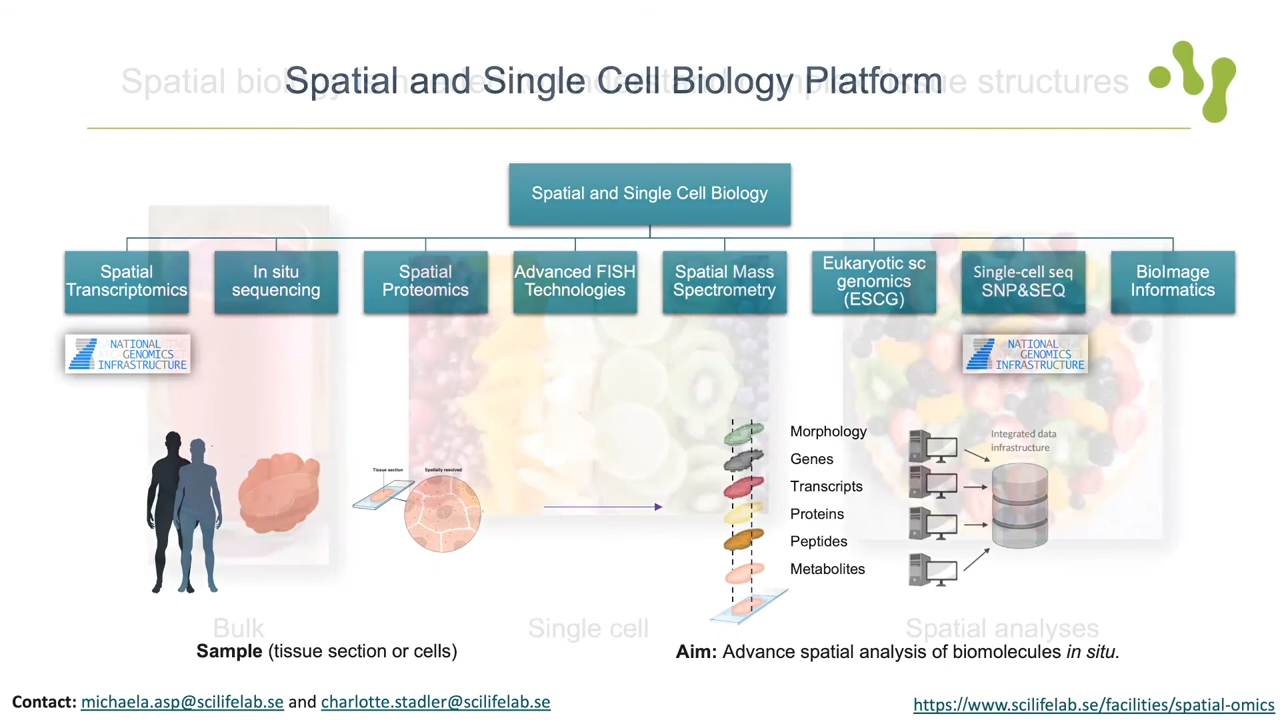 Spatial and Single Cell Biology Platform
Spatial and Single Cell Biology
Spatial
Transcriptomics
In situ
sequencing
Spatial
Proteomics
Advanced FISH
Technologies
Spatial Mass
Spectrometry
Eukaryotic sc
genomics
(ESCG)
Single-cell seq
SNP&SEQ
BioImage
Informatics
NATIONAL
GENOMICS
INFRASTRUCTURE
NATIONAL
GENOMICS
INFRASTRUCTURE
Tissue section
Spatially resolved
Morphology
Genes
Transcripts
Proteins
Peptides
Metabolites
Integrated data
infrastructure
Bulk
Single cell
Spatial analyses
Sample (tissue section or cells)
Aim: Advance spatial analysis of biomolecules in situ.
Contact: michaela.asp@scilifelab.se and charlotte.stadler@scilifelab.se
https://www.scilifelab.se/facilities/spatial-omics